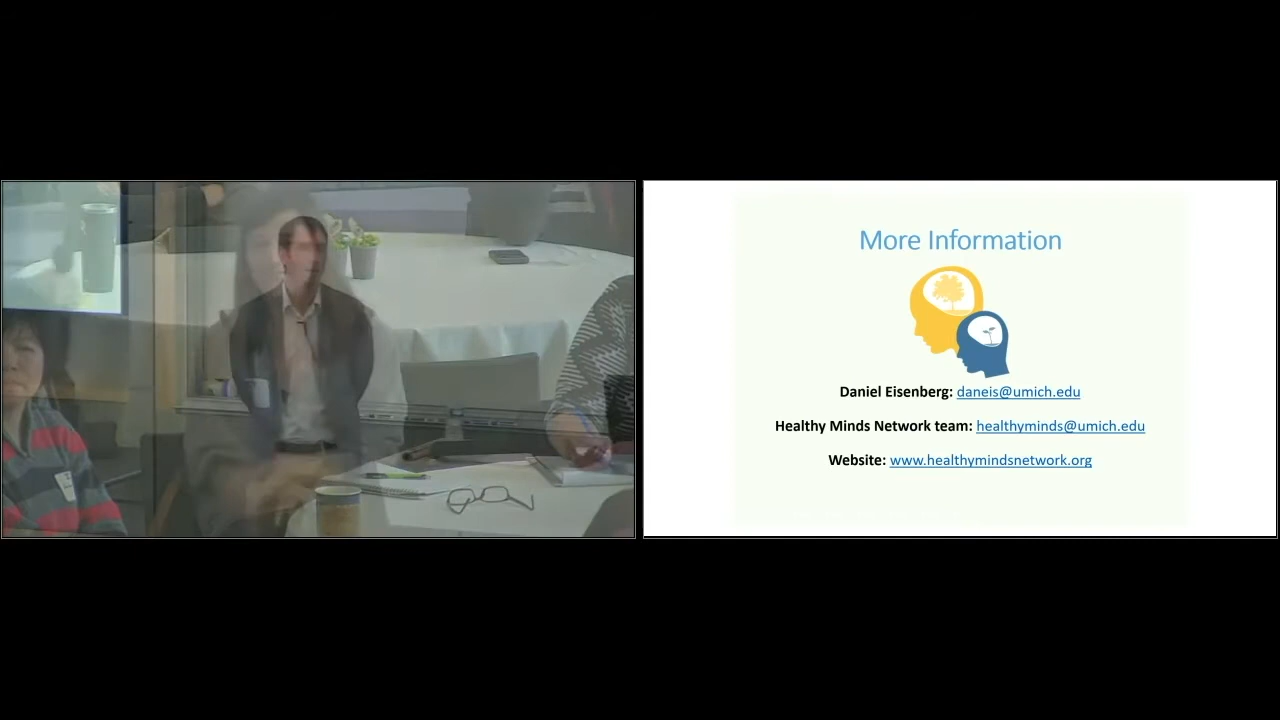 More Information
Daniel Eisenberg: daneis@umich.edu
Healthy Minds Network team: healthyminds@umich.edu
Website: www.healthymindsnetwork.org